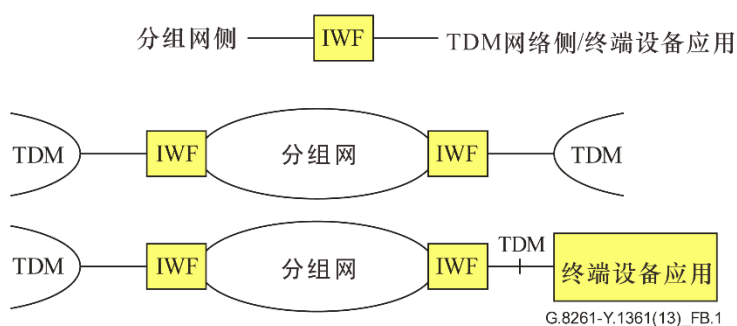 分组网侧 IWF TDM网络侧/终端设备应用
TDM IWF 分组网 IWF TDM
TDM IWF 分组网 IWF TDM 终端设备应用
G.8261-Y.1361(13)_FB.1